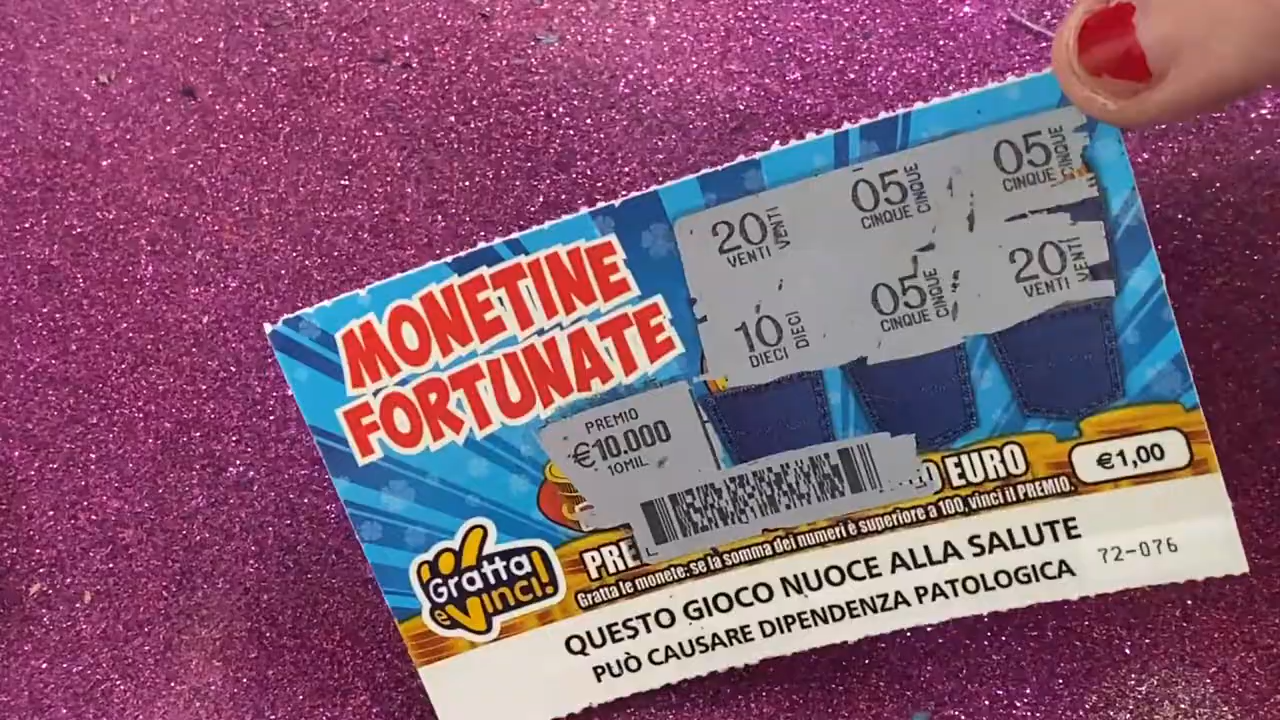 MONETINE
FORTUNATE
20 VENTI VENTI
05 CINQUE CINQUE
05 CINQUE CINQUE
10 DIECI DIECI
05 CINQUE CINQUE
20 VENTI VENTI
PREMIO
€10.000
10MIL
PRE
0 EURO
€1,00
Gratta le monete: se la somma dei numeri è superiore a 100, vinci il PREMIO.
Gratta
e Vinci!
QUESTO GIOCO NUOCE ALLA SALUTE
PUÒ CAUSARE DIPENDENZA PATOLOGICA
72-076